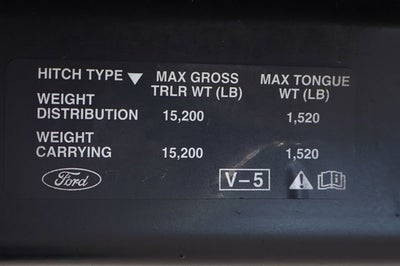 HITCH TYPE MAX GROSS TRLR WT (LB) MAX TONGUE WT (LB)
WEIGHT DISTRIBUTION 15,200 1,520
WEIGHT CARRYING 15,200 1,520
Ford V-5